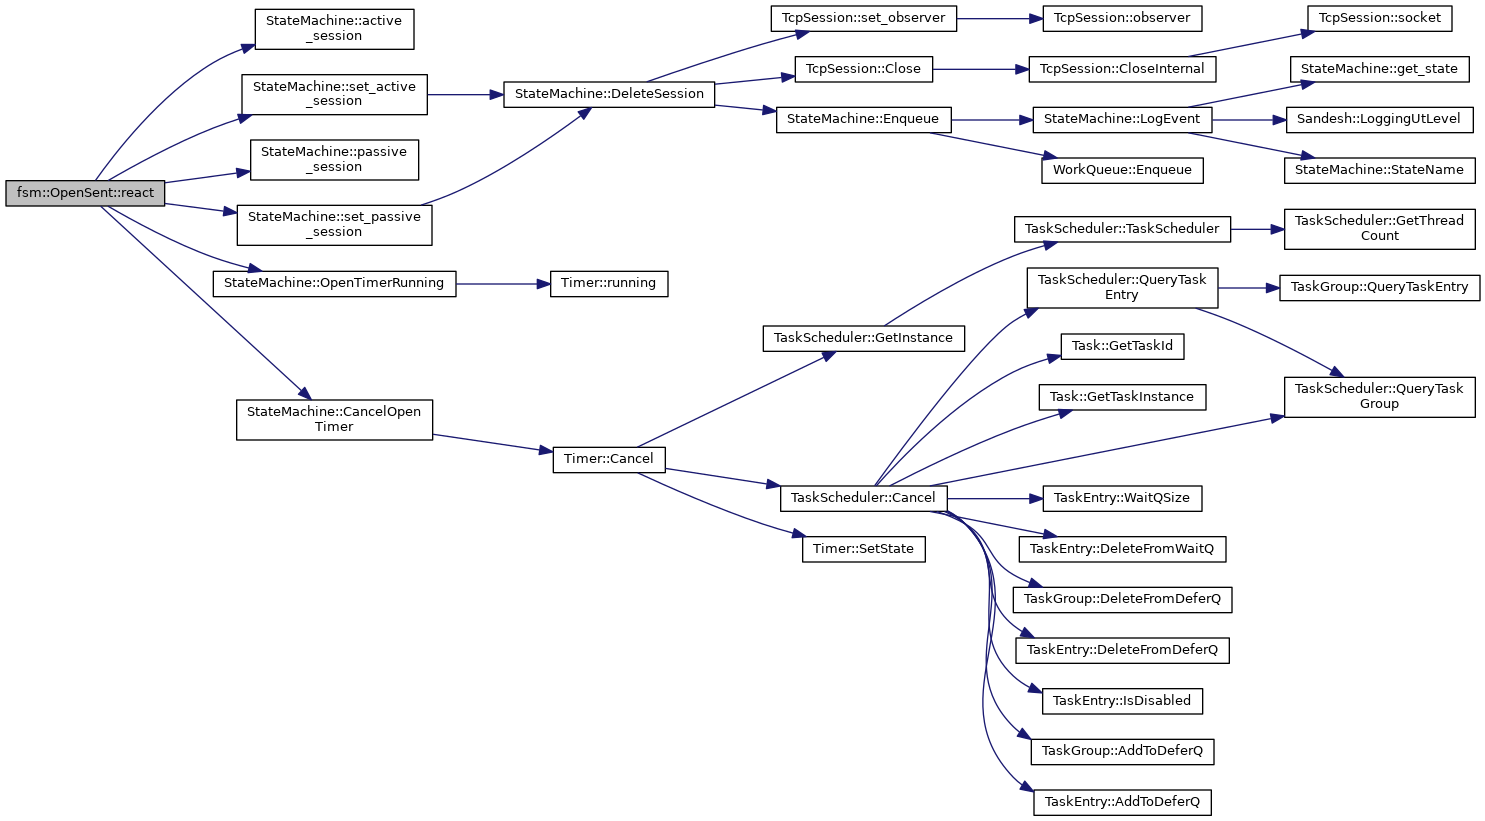 fsm::OpenSent::react
StateMachine::active
_session
StateMachine::set_active
_session
StateMachine::passive
_session
StateMachine::set_passive
_session
StateMachine::OpenTimerRunning
StateMachine::CancelOpen
Timer
StateMachine::DeleteSession
Timer::running
Timer::Cancel
TcpSession::set_observer
TcpSession::Close
StateMachine::Enqueue
TaskScheduler::GetInstance
TaskScheduler::Cancel
Timer::SetState
TcpSession::observer
TcpSession::CloseInternal
StateMachine::LogEvent
WorkQueue::Enqueue
TaskScheduler::TaskScheduler
TaskScheduler::QueryTask
Entry
Task::GetTaskId
Task::GetTaskInstance
TaskEntry::WaitQSize
TaskEntry::DeleteFromWaitQ
TaskGroup::DeleteFromDeferQ
TaskEntry::DeleteFromDeferQ
TaskEntry::IsDisabled
TaskGroup::AddToDeferQ
TaskEntry::AddToDeferQ
TcpSession::socket
StateMachine::get_state
Sandesh::LoggingUtLevel
StateMachine::StateName
TaskScheduler::GetThread
Count
TaskGroup::QueryTaskEntry
TaskScheduler::QueryTask
Group